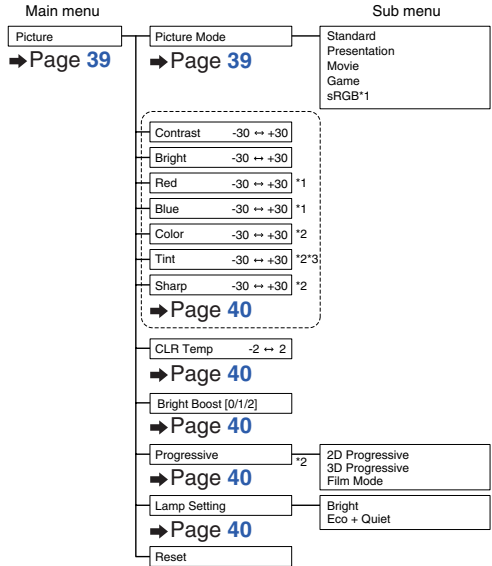 Main menu
Sub menu
Picture
➡Page 39
Picture Mode
➡Page 39
Standard
Presentation
Movie
Game
sRGB*1
Contrast -30 ↔ +30
Bright -30 ↔ +30
Red -30 ↔ +30 *1
Blue -30 ↔ +30 *1
Color -30 ↔ +30 *2
Tint -30 ↔ +30 *2*3
Sharp -30 ↔ +30 *2
➡Page 40
CLR Temp -2 ↔ 2
➡Page 40
Bright Boost [0/1/2]
➡Page 40
Progressive *2
➡Page 40
2D Progressive
3D Progressive
Film Mode
Lamp Setting
➡Page 40
Bright
Eco + Quiet
Reset